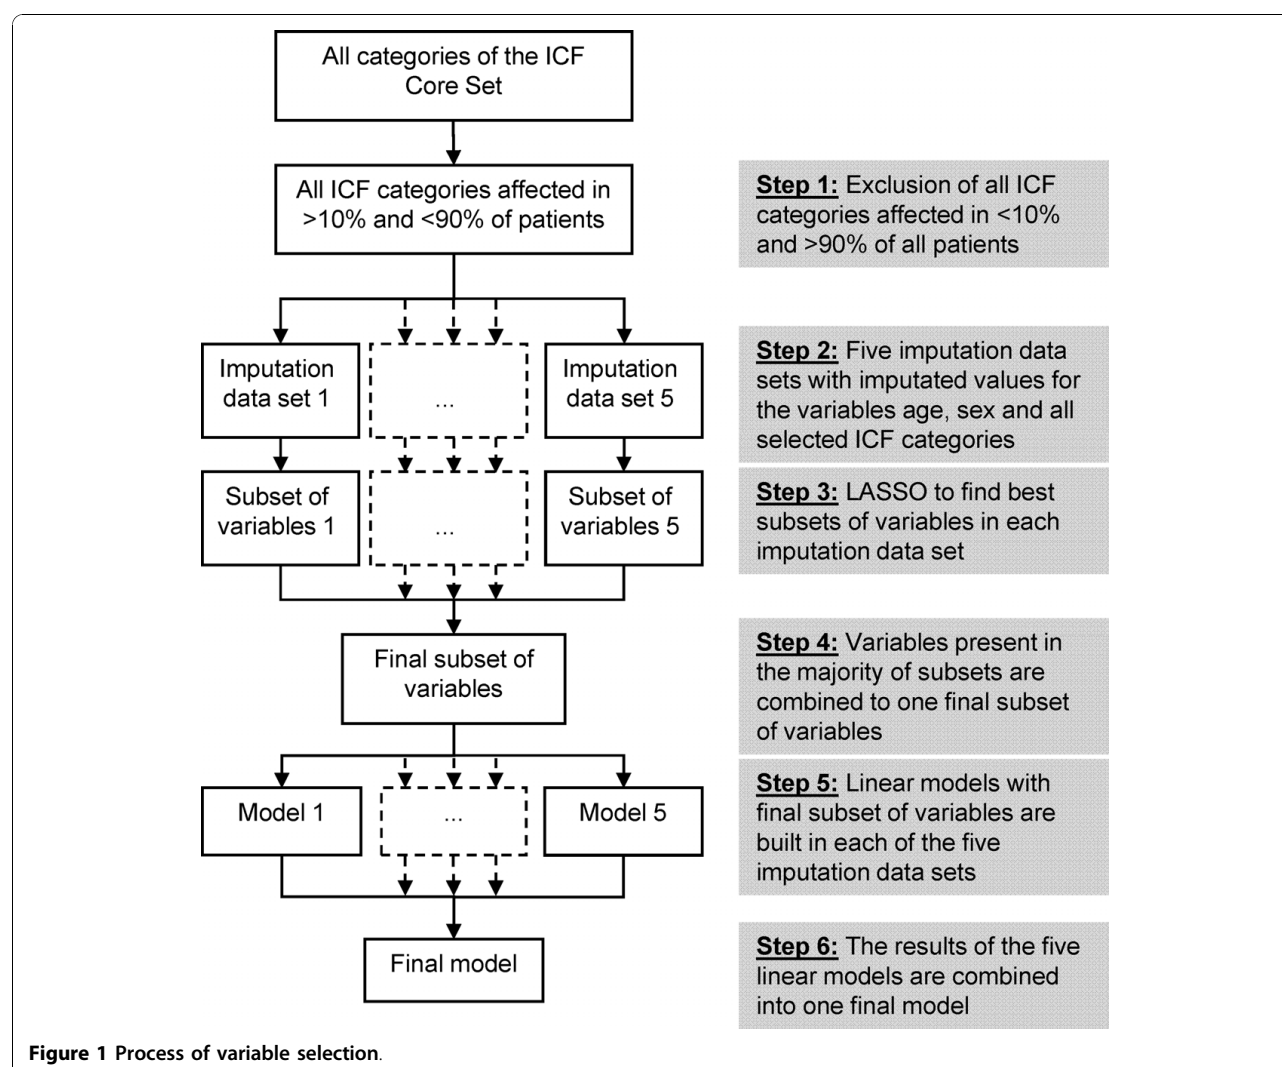 All categories of the ICF
Core Set
All ICF categories affected in
>10% and <90% of patients
Step 1: Exclusion of all ICF
categories affected in <10%
and >90% of all patients
Imputation
data set 1
...
Imputation
data set 5
Step 2: Five imputation data
sets with imputated values for
the variables age, sex and all
selected ICF categories
Subset of
variables 1
...
Subset of
variables 5
Step 3: LASSO to find best
subsets of variables in each
imputation data set
Final subset of
variables
Step 4: Variables present in
the majority of subsets are
combined to one final subset
of variables
Model 1
...
Model 5
Step 5: Linear models with
final subset of variables are
built in each of the five
imputation data sets
Final model
Step 6: The results of the five
linear models are combined
into one final model
Figure 1 Process of variable selection.